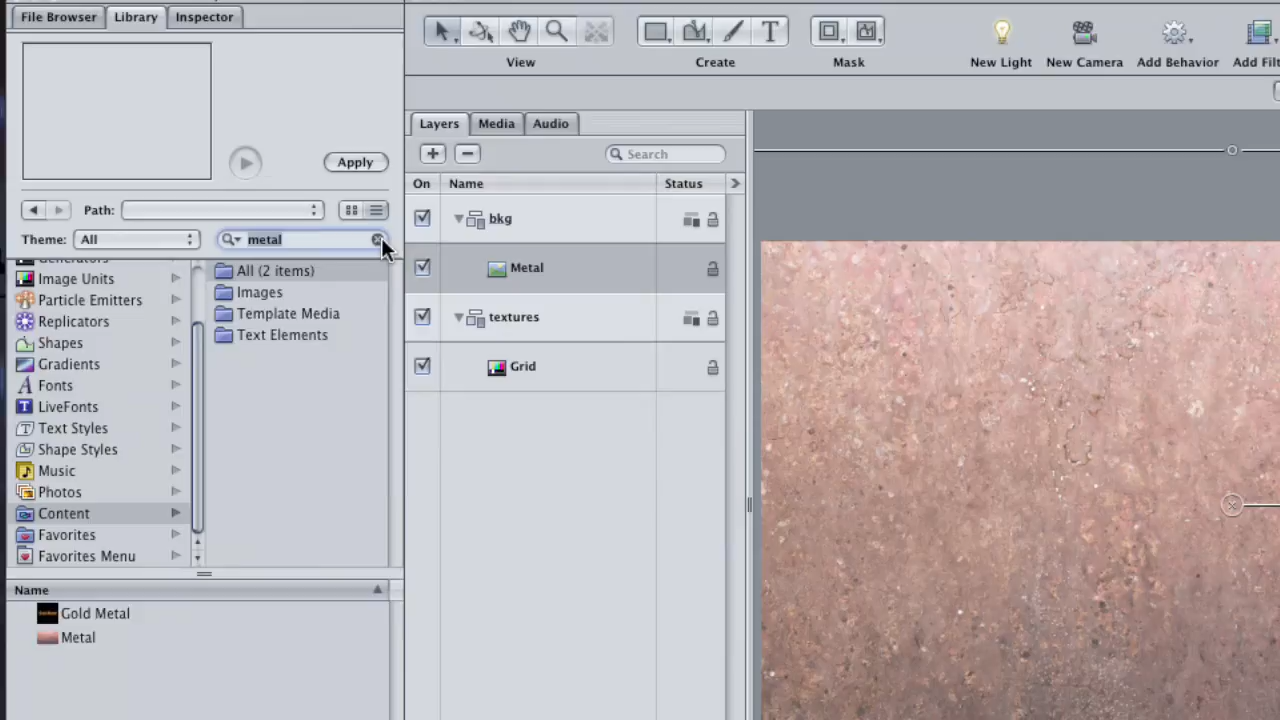 File Browser Library Inspector
View
Create
Mask
New Light
New Camera
Add Behavior
Apply
Layers Media Audio
Search
On Name Status
Path:
Theme: All metal
bkg
Metal
textures
Grid
Generators
Image Units
Particle Emitters
Replicators
Shapes
Gradients
Fonts
LiveFonts
Text Styles
Shape Styles
Music
Photos
Content
Favorites
Favorites Menu
All (2 items)
Images
Template Media
Text Elements
Name
Gold Metal
Metal